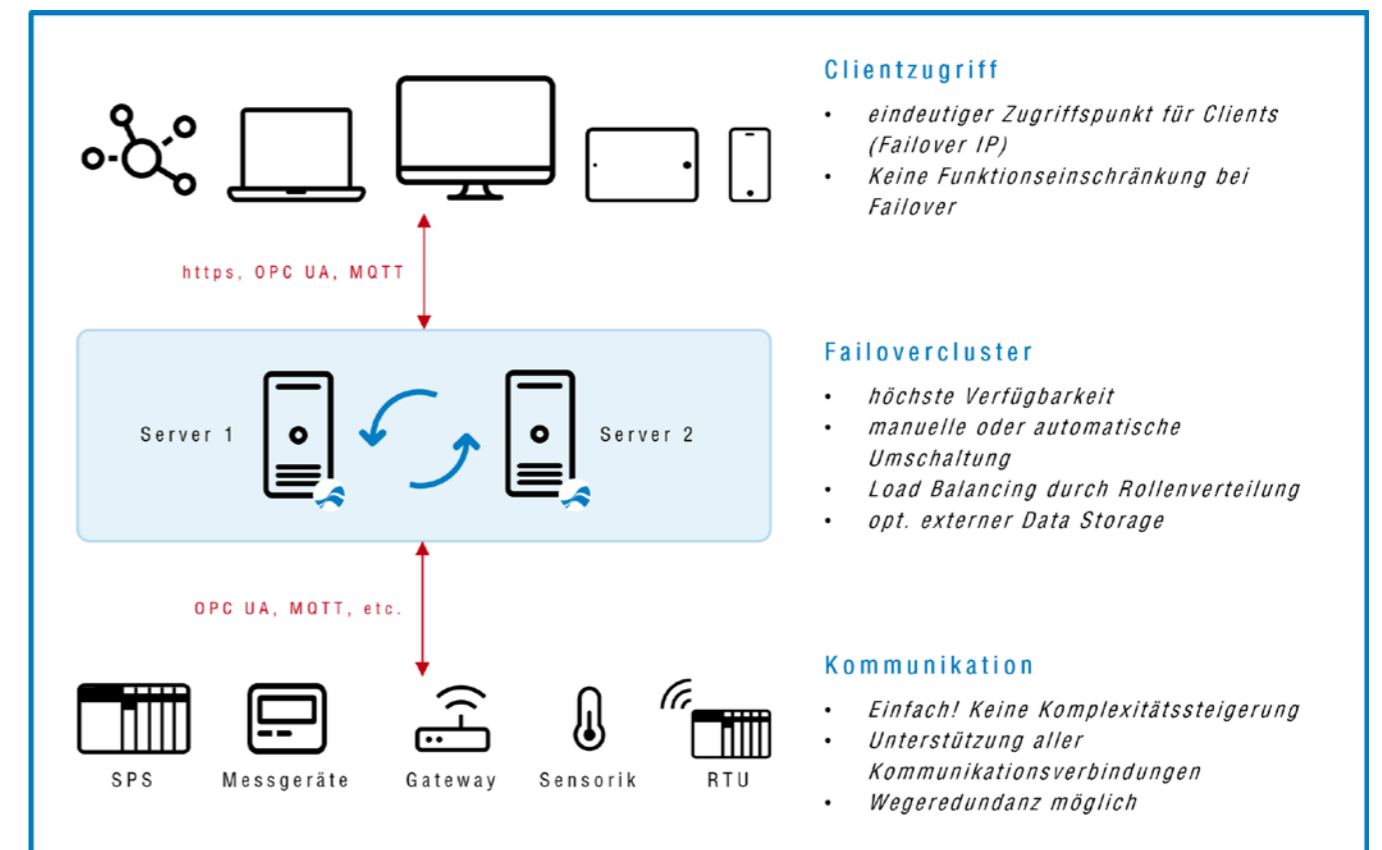 Clientzugriff
• eindeutiger Zugriffspunkt für Clients
(Failover IP)
• Keine Funktionseinschränkung bei
Failover
https, OPC UA, MQTT
Failovercluster
• höchste Verfügbarkeit
• manuelle oder automatische
Umschaltung
• Load Balancing durch Rollenverteilung
• opt. externer Data Storage
Server 1
Server 2
OPC UA, MQTT, etc.
Kommunikation
• Einfach! Keine Komplexitätssteigerung
• Unterstützung aller
Kommunikationsverbindungen
• Wegeredundanz möglich
SPS
Messgeräte
Gateway
Sensorik
RTU